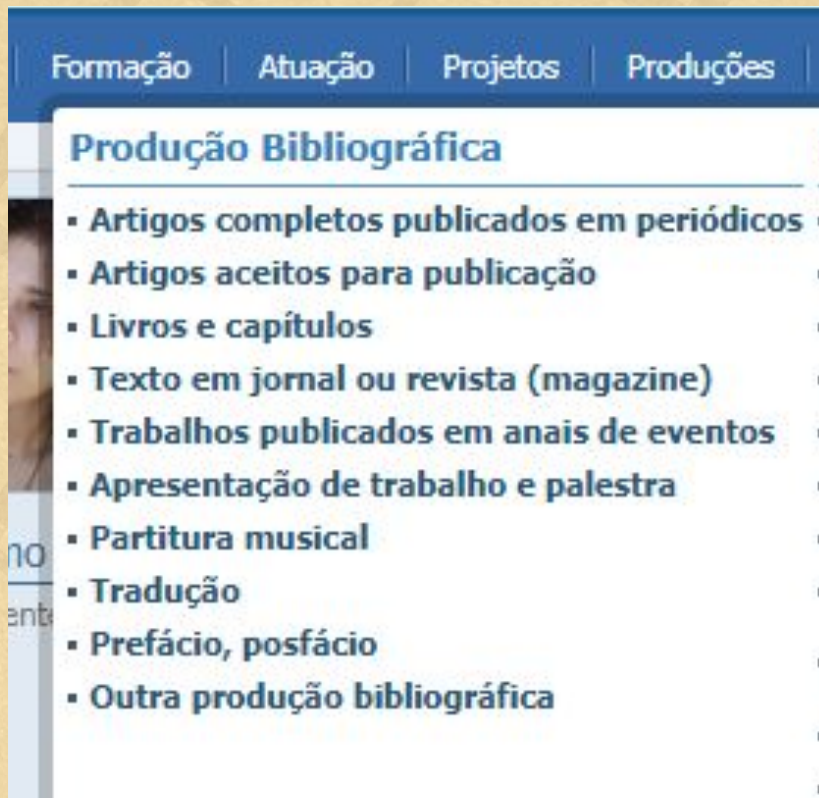 Formação Atuação Projetos Produções
Produção Bibliográfica
Artigos completos publicados em periódicos
Artigos aceitos para publicação
Livros e capítulos
Texto em jornal ou revista (magazine)
Trabalhos publicados em anais de eventos
Apresentação de trabalho e palestra
Partitura musical
Tradução
Prefácio, posfácio
Outra produção bibliográfica